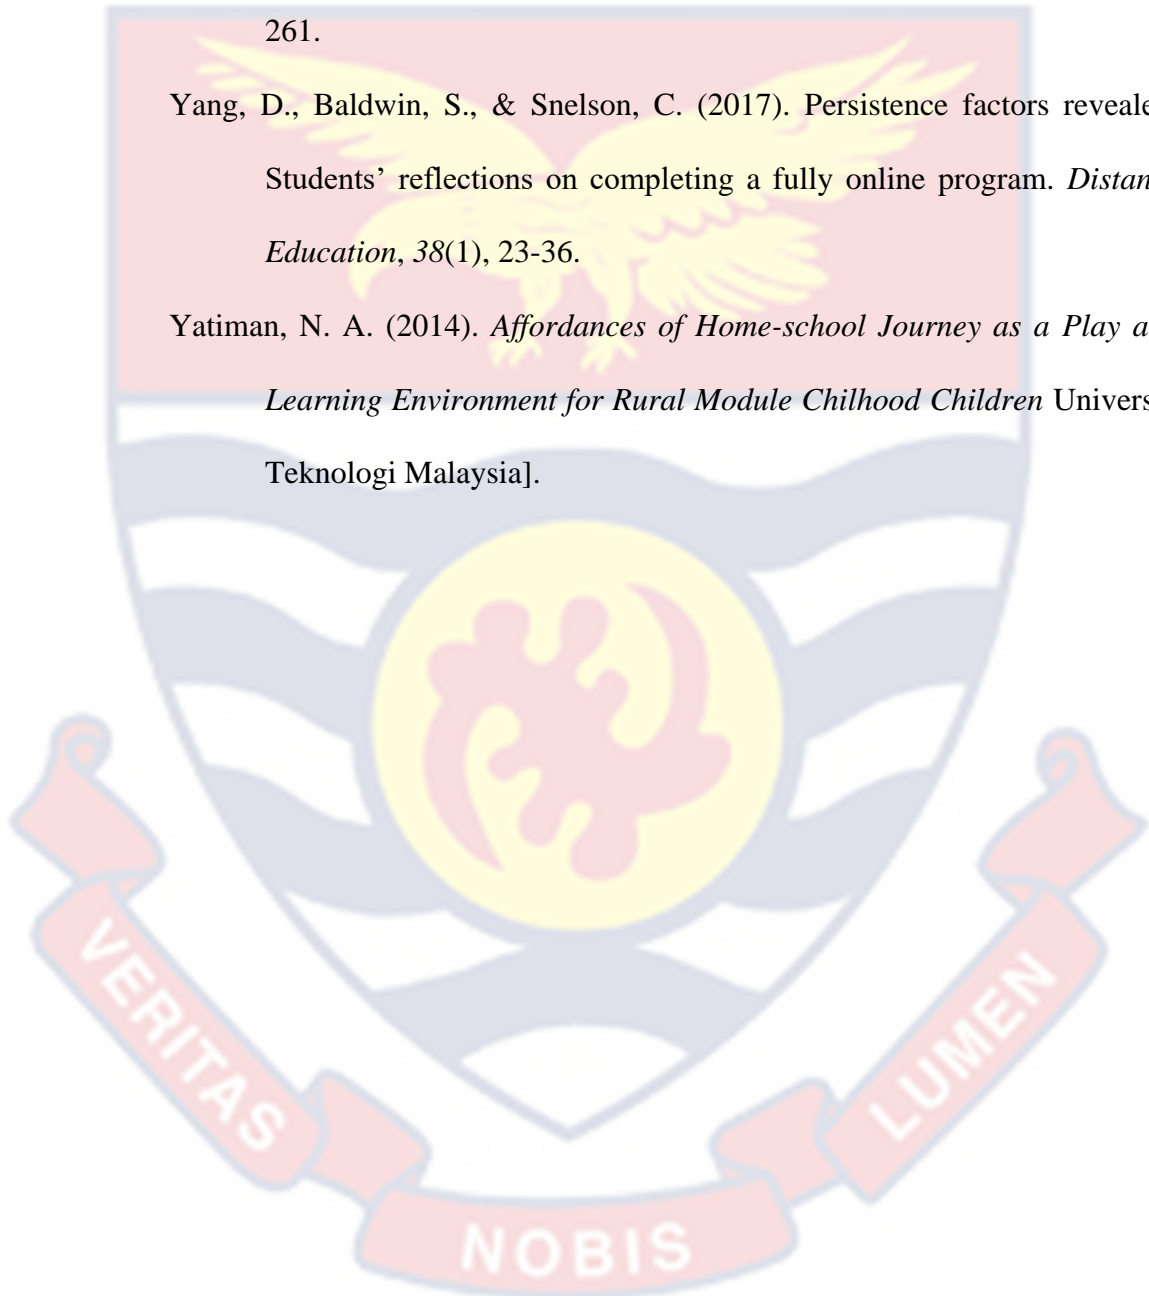 261.
Yang, D., Baldwin, S., & Snelson, C. (2017). Persistence factors reveale
Students’ reflections on completing a fully online program. Distan
Education, 38(1), 23-36.
Yatiman, N. A. (2014). Affordances of Home-school Journey as a Play a
Learning Environment for Rural Module Chilhood Children Univers
Teknologi Malaysia].
VERITAS
NOBIS
LUMEN